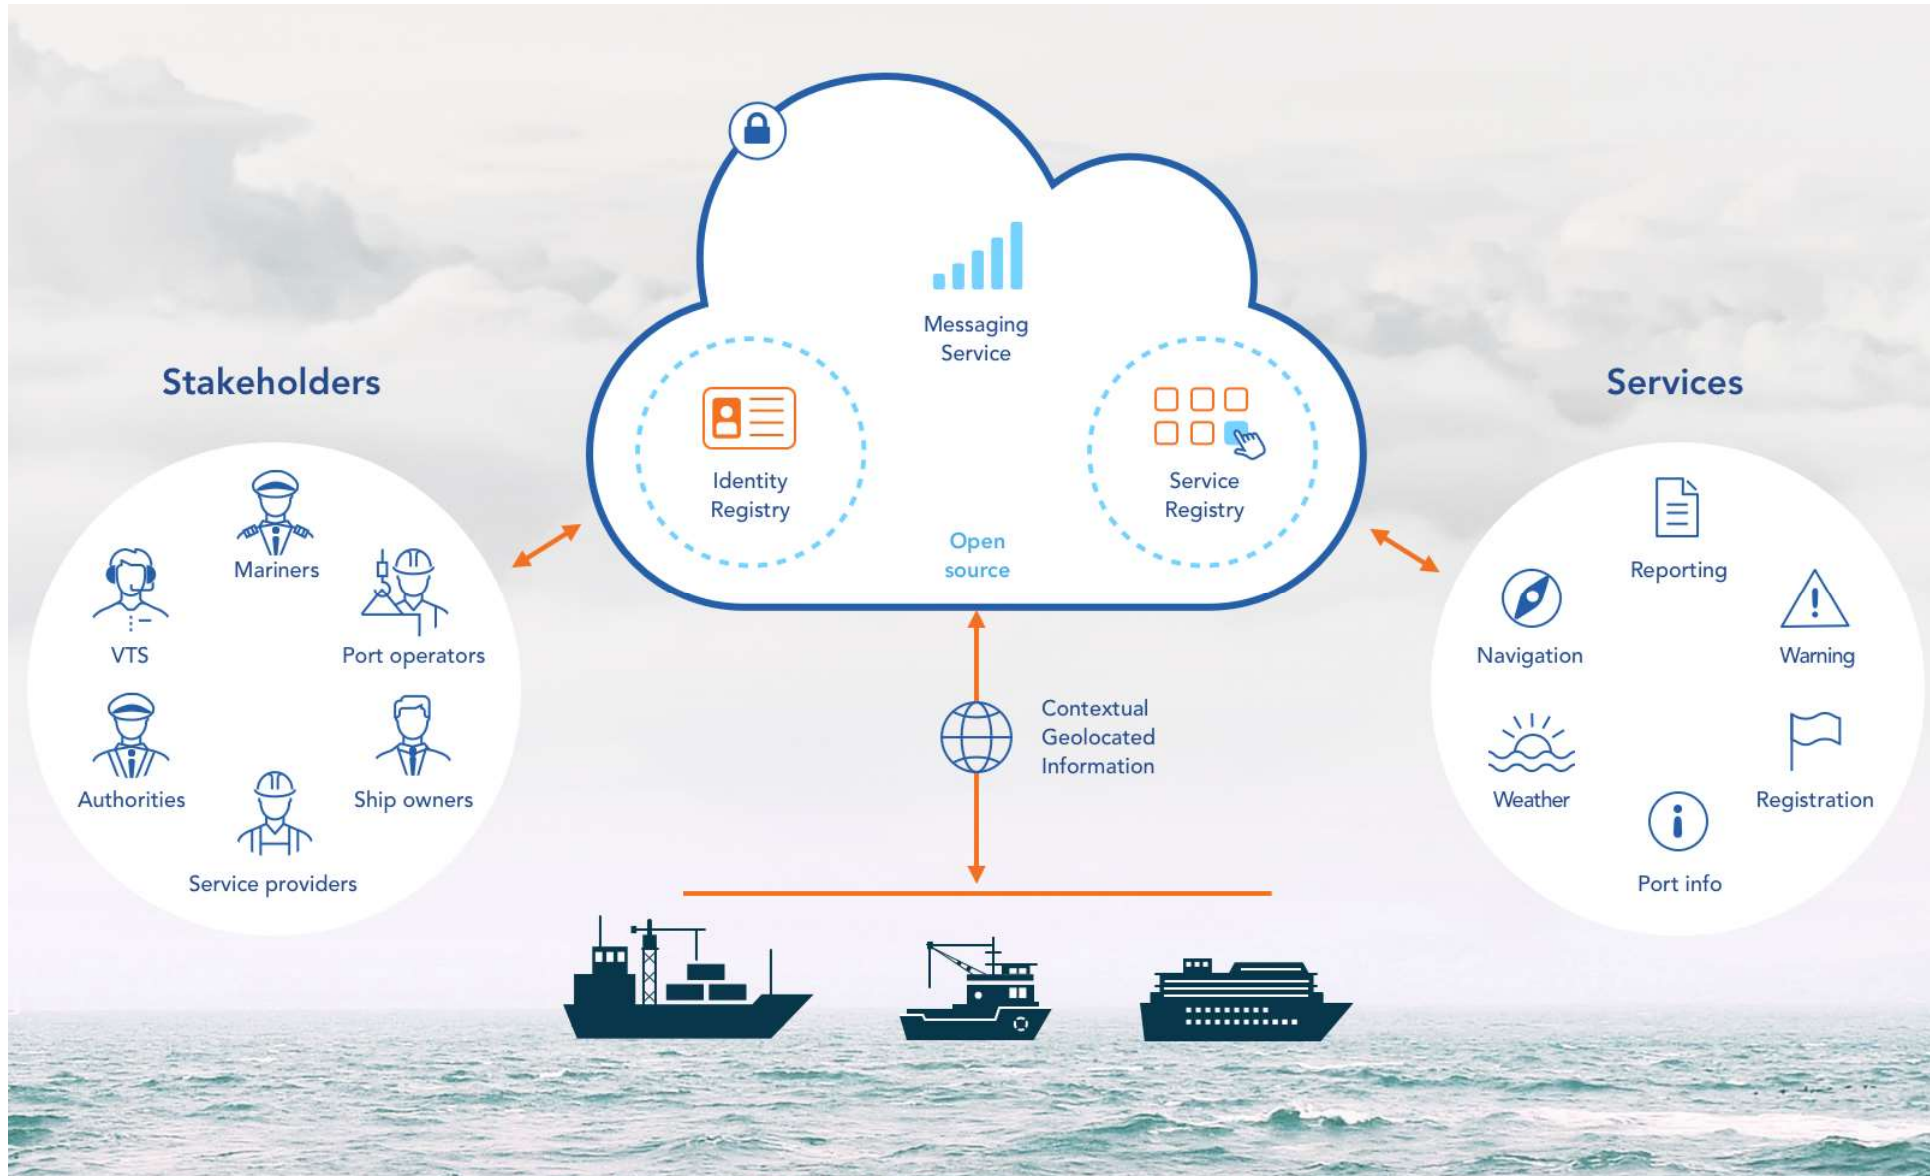 Messaging
Service
Identity
Registry
Service
Registry
Open
source
Stakeholders
Mariners
VTS
Port operators
Authorities
Ship owners
Service providers
Contextual
Geolocated
Information
Services
Reporting
Navigation
Warning
Weather
Registration
Port info